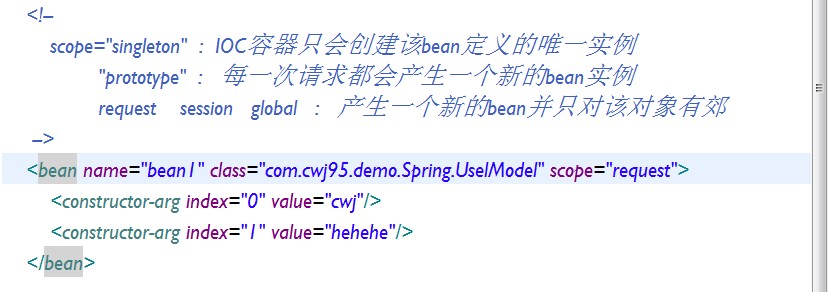 <!–
scope="singleton" : IOC容器只会创建该bean定义的唯一实例
"prototype" : 每一次请求都会产生一个新的bean实例
request session global : 产生一个新的bean并只对该对象有郊
–>
<bean name="bean1" class="com.cwj95.demo.Spring.UselModel" scope="request">
<constructor-arg index="0" value="cwj"/>
<constructor-arg index="1" value="hehehe"/>
</bean>